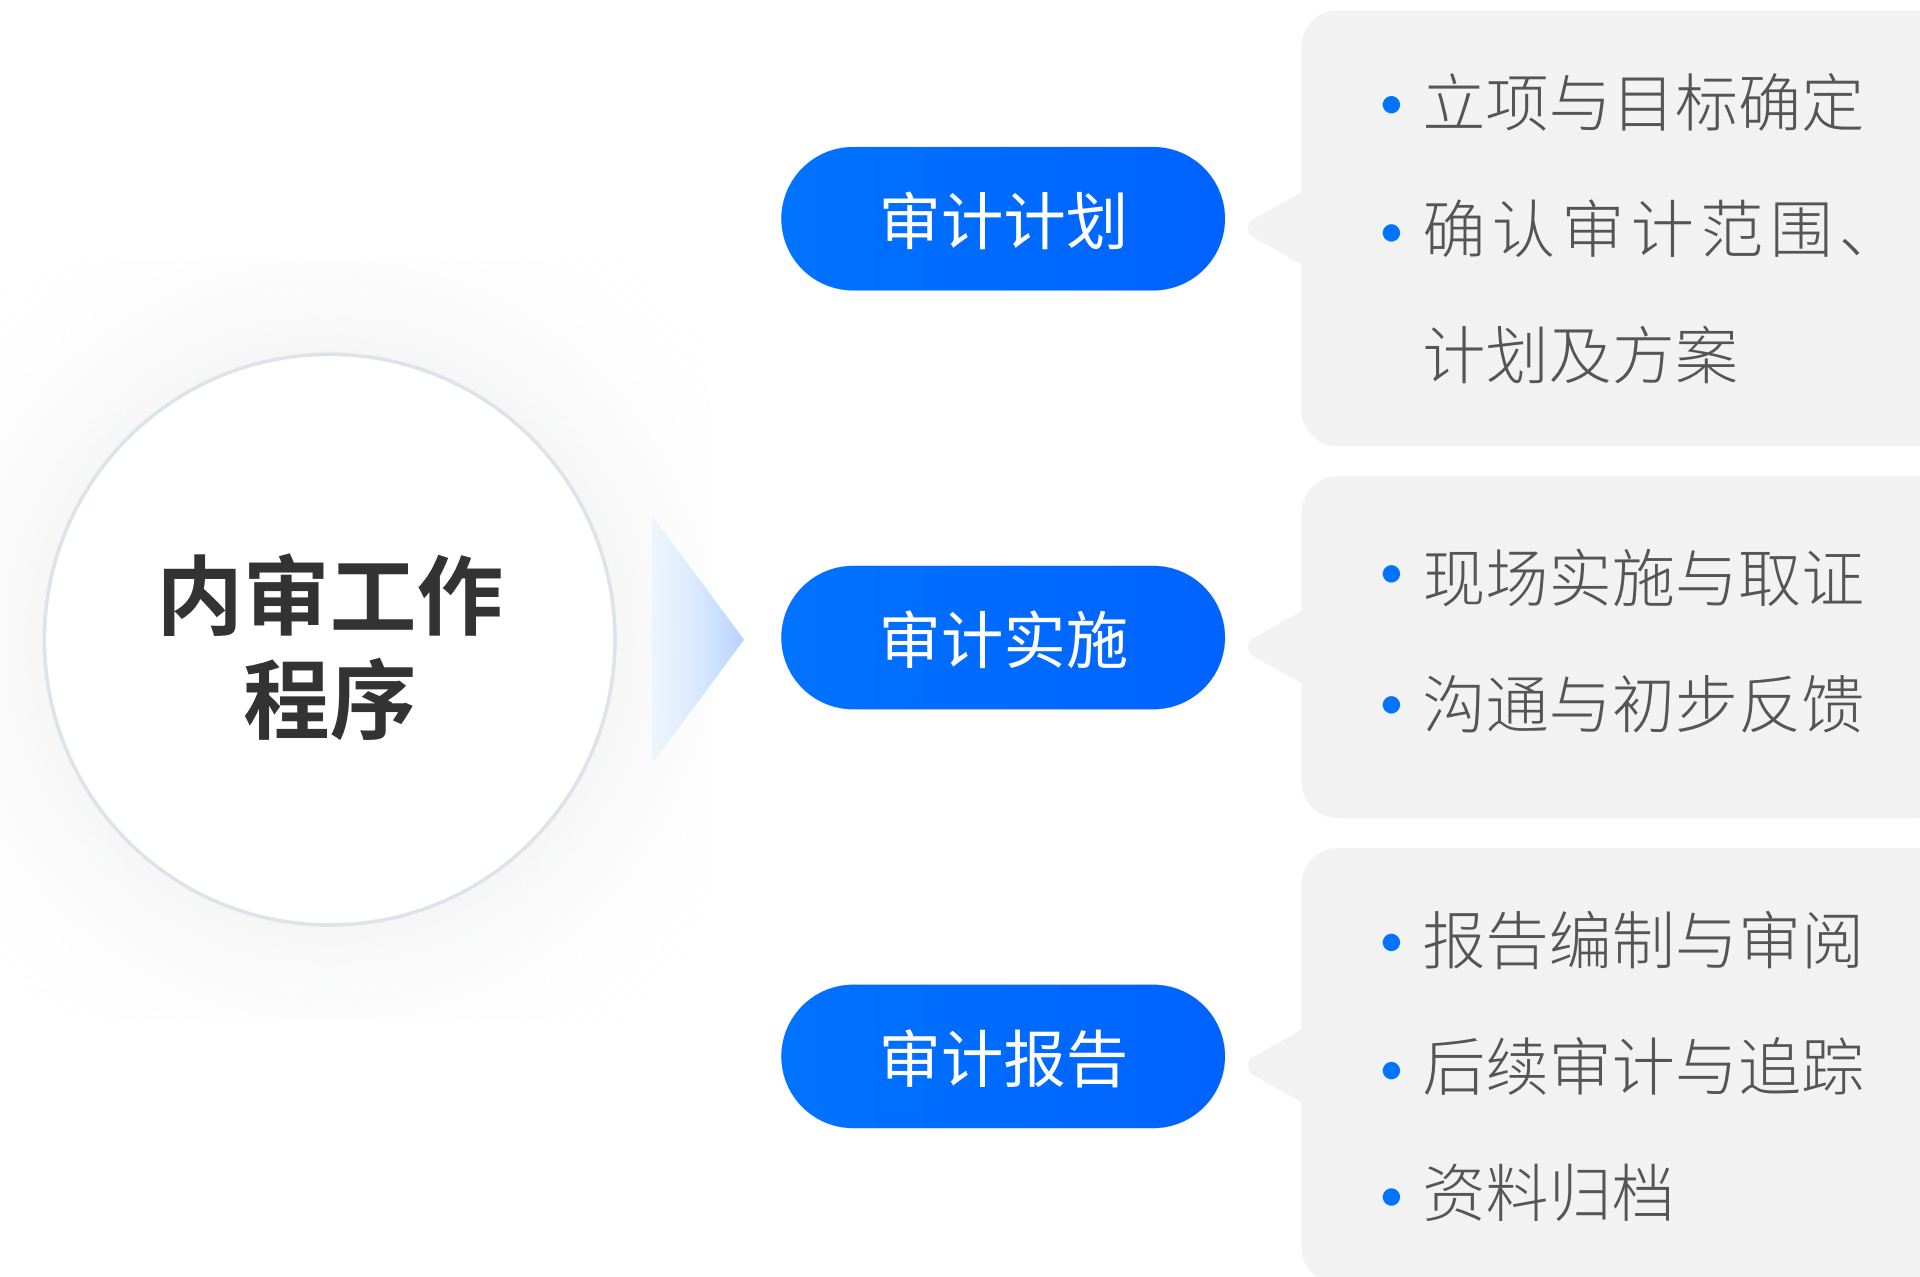 内审工作
程序
审计计划
• 立项与目标确定
• 确认审计范围、
计划及方案
审计实施
• 现场实施与取证
• 沟通与初步反馈
审计报告
• 报告编制与审阅
• 后续审计与追踪
• 资料归档